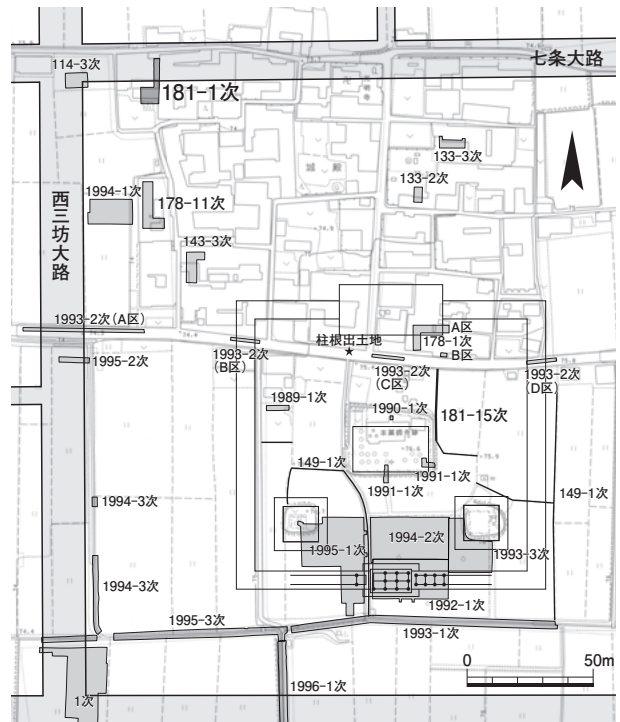 七条大路
114-3次
181-1次
133-3次
133-2次
1994-1次
178-11次
西三坊大路
143-3次
1993-2次(A区)
A区
178-1次
B区
柱根出土地
1993-2次
(B区)
1993-2次
(C区)
1993-2次
(D区)
1995-2次
1989-1次
1990-1次
181-15次
149-1次
1991-1次
1991-1次
149-1次
1994-3次
1995-1次
1994-2次
1993-3次
1994-3次
1992-1次
1995-3次
1993-1次
1次
1996-1次
0
50m